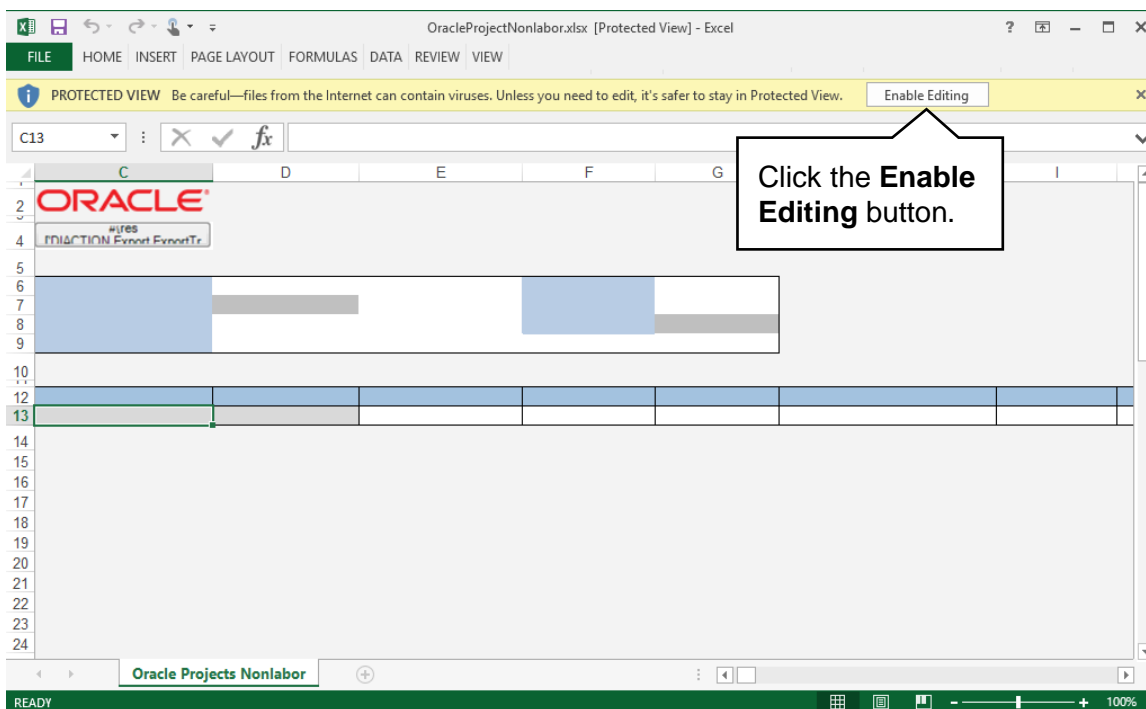 OracleProjectNonlabor.xlsx [Protected View] - Excel
FILE HOME INSERT PAGE LAYOUT FORMULAS DATA REVIEW VIEW
PROTECTED VIEW Be careful—files from the Internet can contain viruses. Unless you need to edit, it's safer to stay in Protected View. Enable Editing
C13 fx
Click the Enable
Editing button.
C D E F G I
2 ORACLE
#(res
4
5
6
7
8
9
10
12
13
14
15
16
17
18
19
20
21
22
23
24
Oracle Projects Nonlabor
READY 100%